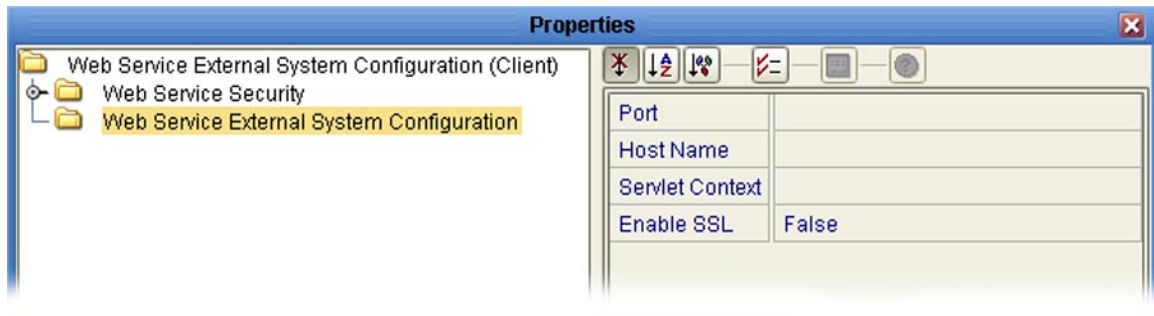 Properties
Web Service External System Configuration (Client)
Web Service Security
Web Service External System Configuration
Port
Host Name
Servlet Context
Enable SSL False